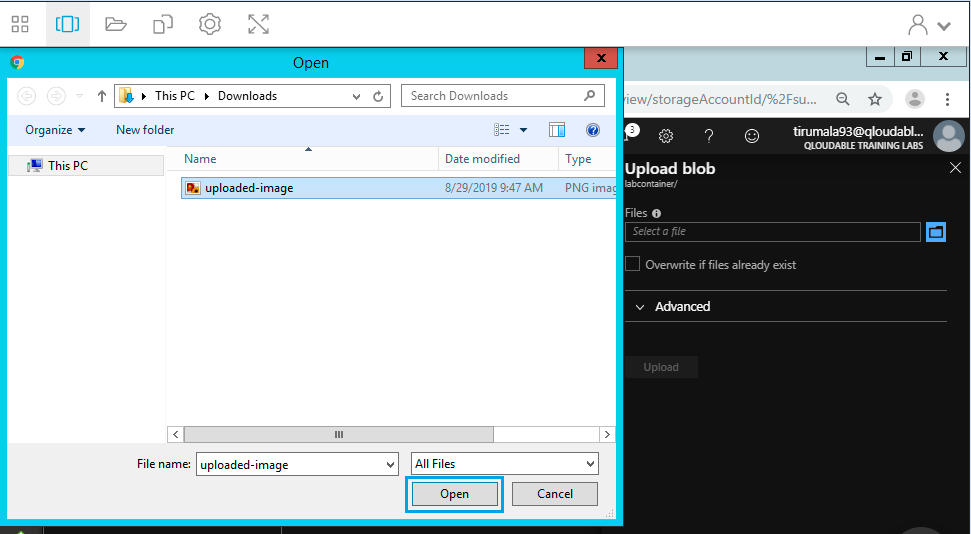 Open
x
This PC
Downloads
Search Downloads
Organize
New folder
This PC
Name
Date modified
Type
uploaded-image
8/29/2019 9:47 AM
PNG imag
File name:
uploaded-image
All Files
Open
Cancel
view/storageAccountId/%2Fsu...
3
?
tirumala93@qloudabl...
QLOUDABLE TRAINING LABS
Upload blob
labcontainer/
Files
Select a file
Overwrite if files already exist
Advanced
Upload